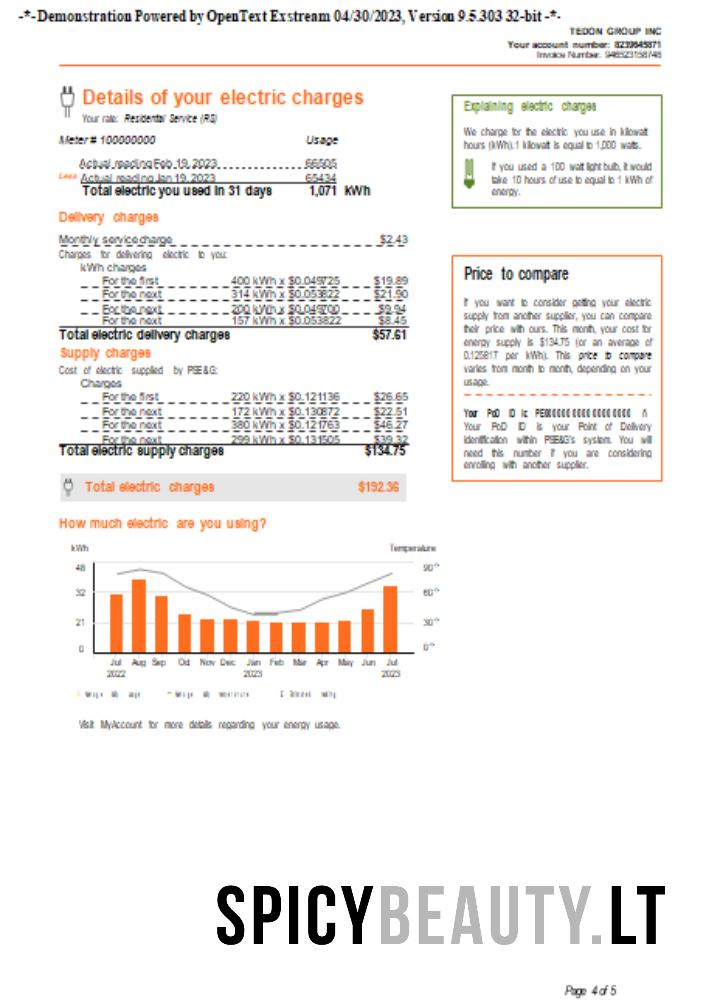 -*- Demonstration Powered by OpenText Exstream 04/30/2023, Version 9.5.303 32-bit -*-
TEDON GROUP INC
Your account number: 8239645871
Invoice Number: 946523158748
Details of your electric charges
Your rate: Residential Service (RS)
Meter # 100000000 Usage
Actual reading Feb 19, 2023 66505
Less Actual reading Jan 19, 2023 65434
Total electric you used in 31 days 1,071 kWh
Delivery charges
Monthly service charge $2.43
Charges for delivering electric to you:
kWh charges
For the first 400 kWh x $0.049725 $19.89
For the next 314 kWh x $0.053822 $21.90
For the next 200 kWh x $0.049700 $9.94
For the next 157 kWh x $0.053822 $8.45
Total electric delivery charges $57.61
Supply charges
Cost of electric supplied by PSE&G:
Charges
For the first 220 kWh x $0.121136 $26.65
For the next 172 kWh x $0.130872 $22.51
For the next 380 kWh x $0.121763 $46.27
For the next 299 kWh x $0.131505 $39.32
Total electric supply charges $134.75
Total electric charges $192.36
How much electric are you using?
kWh Temperature
48 90°
32 60°
21 30°
0 0°
Jul Aug Sep Oct Nov Dec Jan Feb Mar Apr May Jun Jul
2022 2023 2023
Visit MyAccount for more details regarding your energy usage.
Explaining electric charges
We charge for the electric you use in kilowatt
hours (kWh).1 kilowatt is equal to 1,000 watts.
If you used a 100 watt light bulb, it would
take 10 hours of use to equal to 1 kWh of
energy.
Price to compare
If you want to consider getting your electric
supply from another supplier, you can compare
their price with ours. This month, your cost for
energy supply is $134.75 (or an average of
0.125817 per kWh). This price to compare
varies from month to month, depending on your
usage.
Your PoD ID is:
Your PoD ID is your Point of Delivery
identification within PSE&G's system. You will
need this number if you are considering
enrolling with another supplier.
SPICYBEAUTY.LT
Page 4 of 5